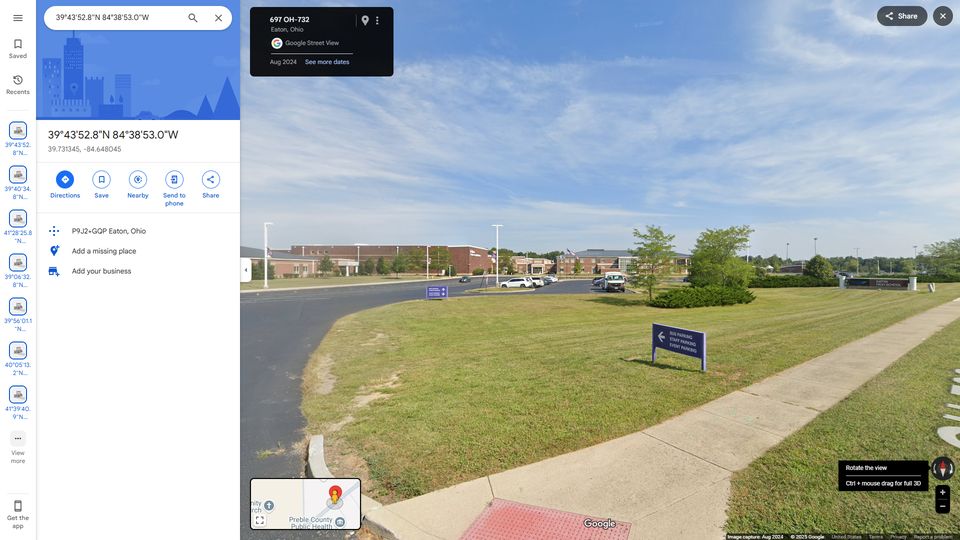 39°43'52.8"N 84°38'53.0"W
Saved
Recents
39°43'52.
8"N...
39°40'34.
8"N...
41°28'25.8
"N...
39°06'32.
8"N...
39°56'01.1
"N...
40°05'13.
2"N...
41°39'40.
9"N...
View
more
Get the
app
39°43'52.8"N 84°38'53.0"W
39.731345, -84.648045
Directions
Save
Nearby
Send to
phone
Share
P9J2+GQP Eaton, Ohio
Add a missing place
Add your business
697 OH-732
Eaton, Ohio
Google Street View
Aug 2024 See more dates
Share
BUS PARKING
STAFF PARKING
EVENT PARKING
Preble County
Public Health
Google
Rotate the view
Ctrl + mouse drag for full 3D
Image capture: Aug 2024 © 2025 Google United States Terms Privacy Report a problem